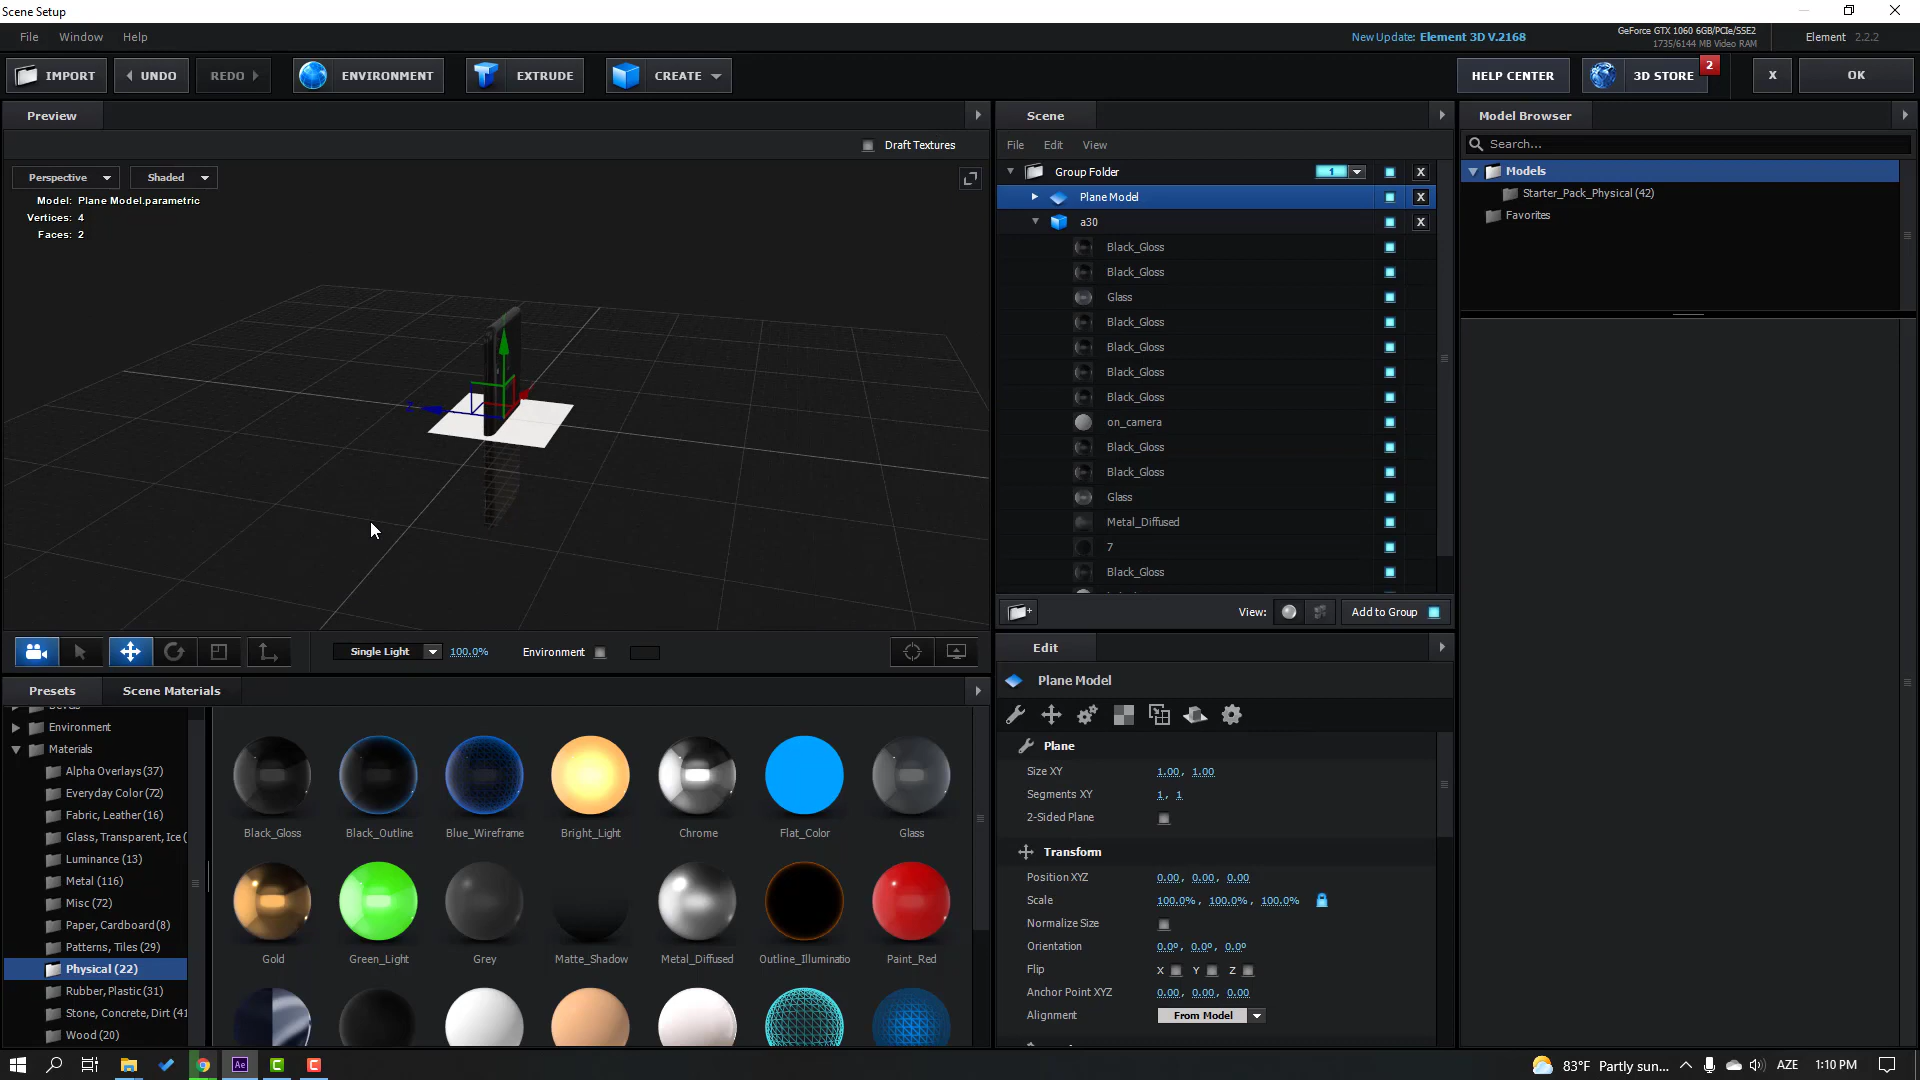 Scene Setup
File Window Help
New Update: Element 3D V.2168
GeForce GTX 1060 6GB/PCIe/SSE2
1735/6144 MB Video RAM
Element 2.2.2
IMPORT UNDO REDO ENVIRONMENT EXTRUDE CREATE HELP CENTER 3D STORE 2 X OK
Preview
Draft Textures
Perspective Shaded
Model: Plane Model.parametric
Vertices: 4
Faces: 2
Z
Single Light 100.0% Environment
Scene
File Edit View
Group Folder 1 X
Plane Model X
a30 X
Black_Gloss
Black_Gloss
Glass
Black_Gloss
Black_Gloss
Black_Gloss
Black_Gloss
on_camera
Black_Gloss
Black_Gloss
Glass
Metal_Diffused
7
Black_Gloss
View: Add to Group
Model Browser
Search...
Models
Starter_Pack_Physical (42)
Favorites
Presets Scene Materials
Environment
Materials
Alpha Overlays (37)
Everyday Color (72)
Fabric, Leather (16)
Glass, Transparent, Ice (
Luminance (13)
Metal (116)
Misc (72)
Paper, Cardboard (8)
Patterns, Tiles (29)
Physical (22)
Rubber, Plastic (31)
Stone, Concrete, Dirt (41
Wood (20)
Black_Gloss Black_Outline Blue_Wireframe Bright_Light Chrome Flat_Color Glass
Gold Green_Light Grey Matte_Shadow Metal_Diffused Outline_Illuminatio Paint_Red
Edit
Plane Model
Plane
Size XY 1.00, 1.00
Segments XY 1, 1
2-Sided Plane
Transform
Position XYZ 0.00, 0.00, 0.00
Scale 100.0%, 100.0%, 100.0%
Normalize Size
Orientation 0.0º, 0.0º, 0.0º
Flip X Y Z
Anchor Point XYZ 0.00, 0.00, 0.00
Alignment From Model
Ae
C
C
83°F Partly sun... AZE 1:10 PM